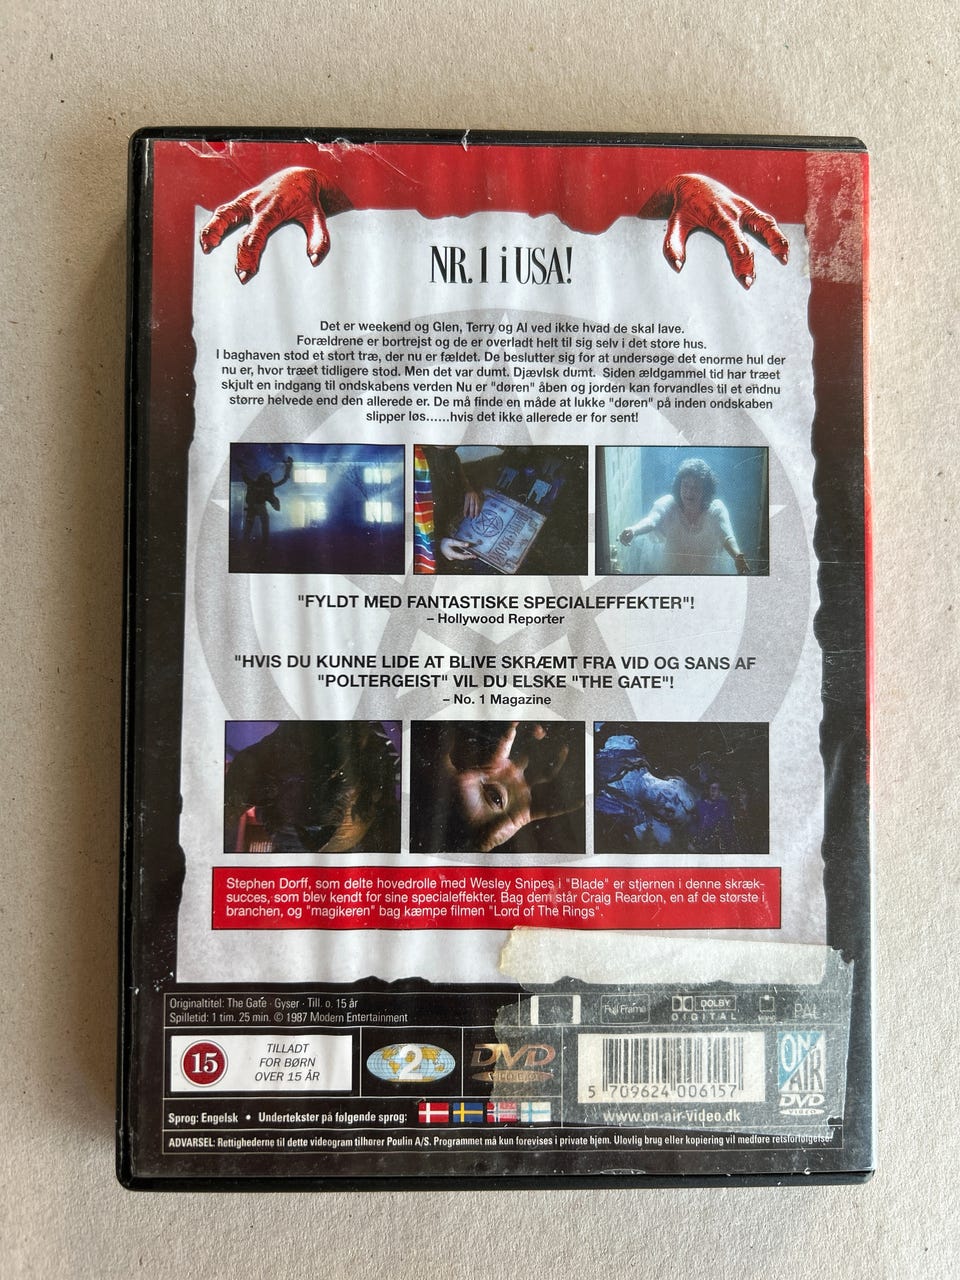 NR. 1 i USA!
Det er weekend og Glen, Terry og Al ved ikke hvad de skal lave.
Forældrene er bortrejst og de er overladt helt til sig selv i det store hus.
I baghaven stod et stort træ, der nu er fældet. De beslutter sig for at undersøge det enorme hul der
nu er, hvor træet tidligere stod. Men det var dumt. Djævlsk dumt. Siden ældgammel tid har træet
skjult en indgang til ondskabens verden Nu er "døren" åben og jorden kan forvandles til et endnu
større helvede end den allerede er. De må finde en måde at lukke "døren" på inden ondskaben
slipper løs......hvis det ikke allerede er for sent!
"FYLDT MED FANTASTISKE SPECIALEFFEKTER"!
– Hollywood Reporter
"HVIS DU KUNNE LIDE AT BLIVE SKRÆMT FRA VID OG SANS AF
"POLTERGEIST" VIL DU ELSKE "THE GATE"!
– No. 1 Magazine
Stephen Dorff, som delte hovedrolle med Wesley Snipes i "Blade" er stjernen i denne skræk-
succes, som blev kendt for sine specialeffekter. Bag dem står Craig Reardon, en af de største i
branchen, og "magikeren" bag kæmpe filmen "Lord of The Rings".
Originaltitel: The Gate · Gyser · Till. o. 15 år
Spilletid: 1 tim. 25 min. © 1987 Modern Entertainment
Full Frame
DOLBY
DIGITAL
PAL
15
TILLADT
FOR BØRN
OVER 15 ÅR
2
DVD
VIDEO
5 709624 006157
ON
AIR
DVD
VIDEO
www.on-air-video.dk
Sprog: Engelsk • Undertekster på følgende sprog:
ADVARSEL: Rettighederne til dette videogram tilhører Poulin A/S. Programmet må kun forevises i private hjem. Ulovlig brug eller kopiering vil medføre retsforfølgelse.